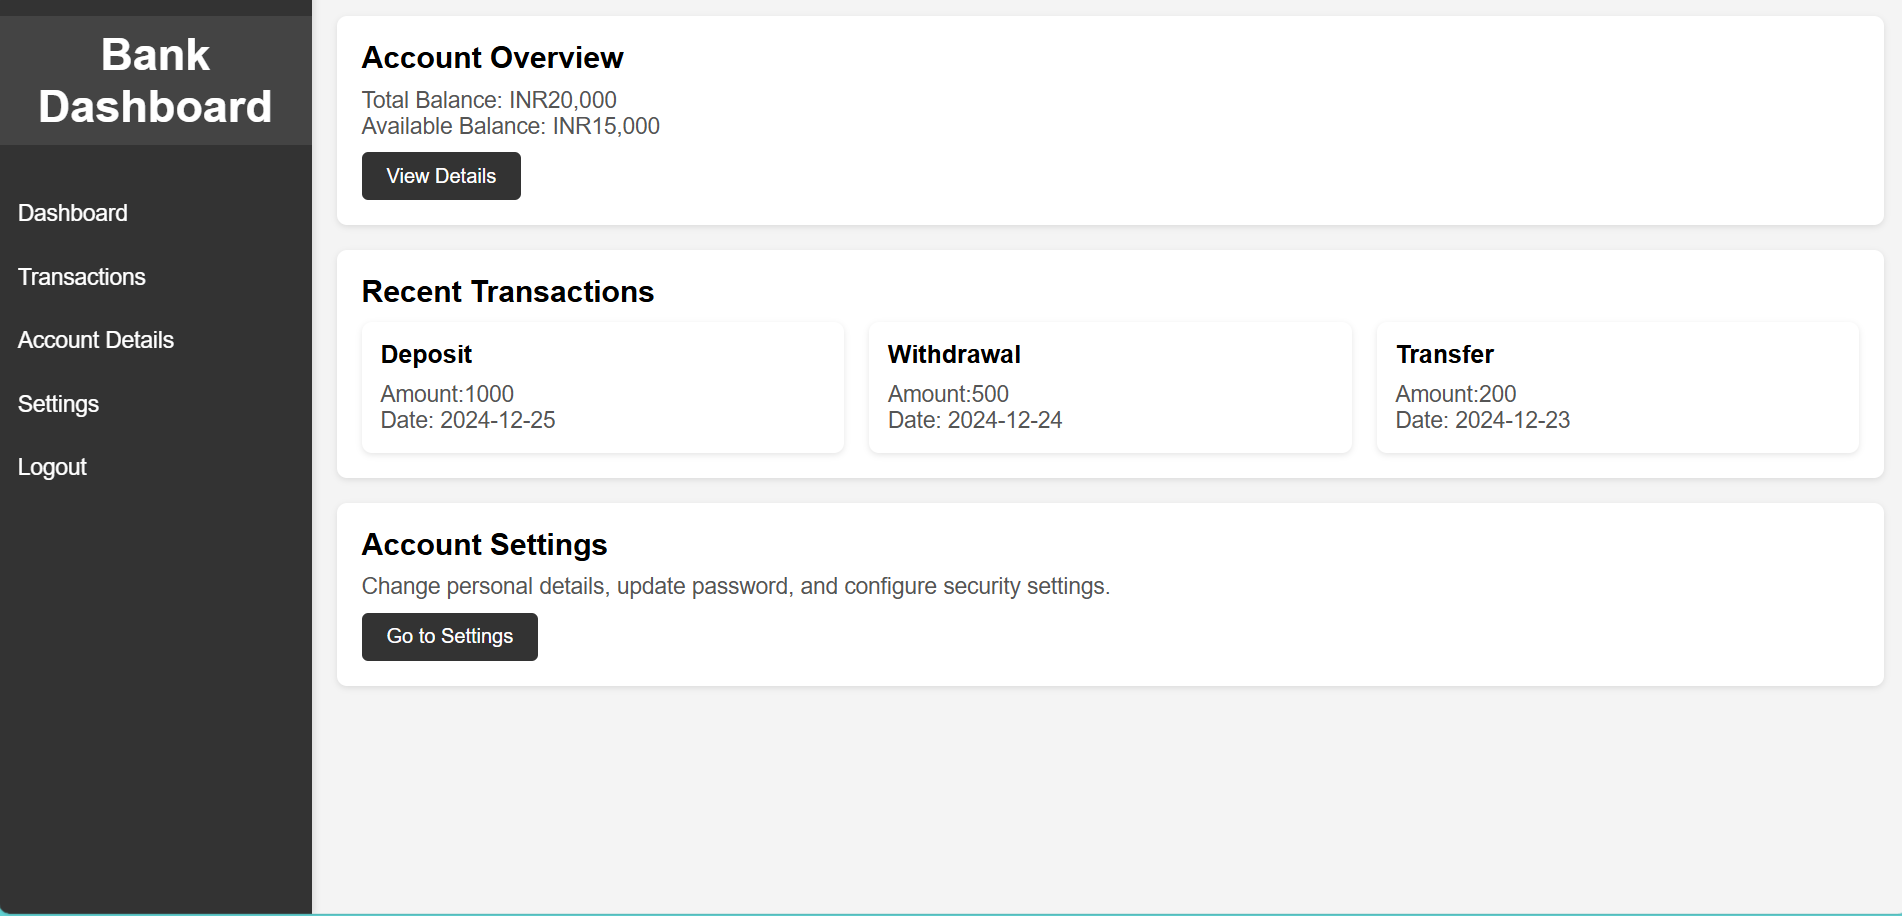 Bank
Dashboard
Dashboard
Transactions
Account Details
Settings
Logout
Account Overview
Total Balance: INR20,000
Available Balance: INR15,000
View Details
Recent Transactions
Deposit
Amount:1000
Date: 2024-12-25
Withdrawal
Amount:500
Date: 2024-12-24
Transfer
Amount:200
Date: 2024-12-23
Account Settings
Change personal details, update password, and configure security settings.
Go to Settings